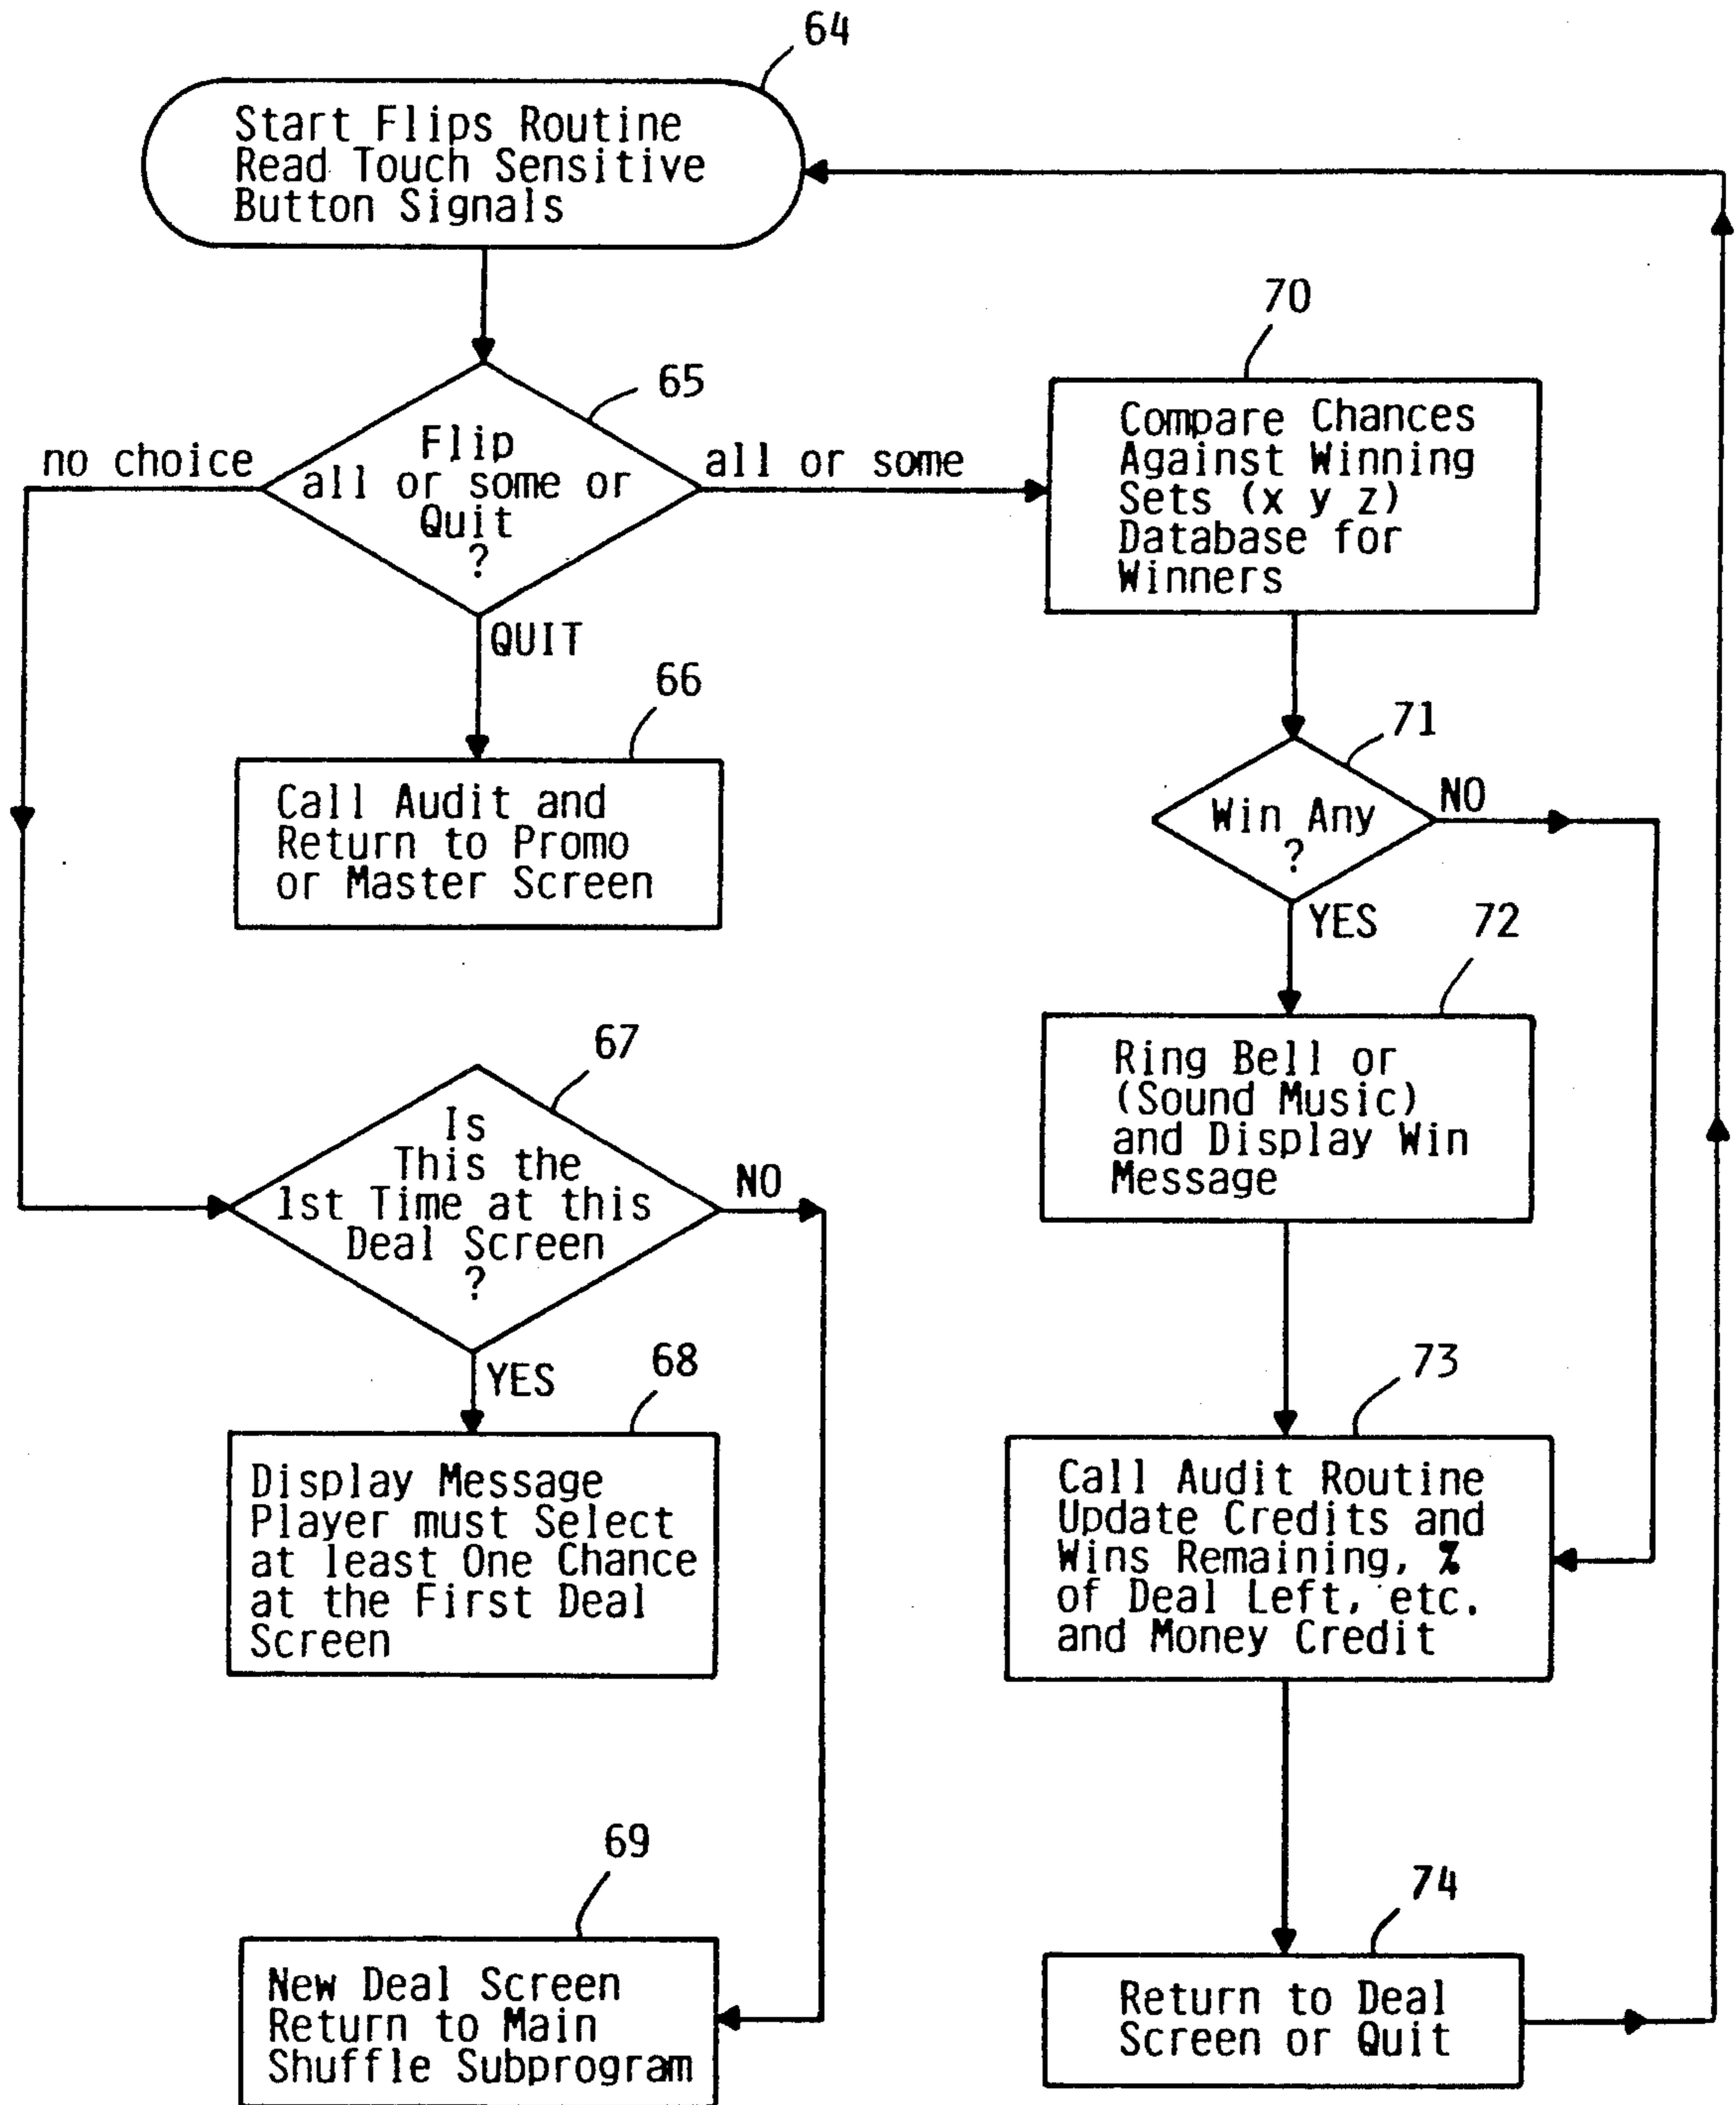 64
Start Flips Routine
Read Touch Sensitive
Button Signals
65
Flip
all or some or
Quit
?
no choice
all or some
QUIT
66
Call Audit and
Return to Promo
or Master Screen
67
Is
This the
1st Time at this
Deal Screen
?
NO
YES
68
Display Message
Player must Select
at least One Chance
at the First Deal
Screen
69
New Deal Screen
Return to Main
Shuffle Subprogram
70
Compare Chances
Against Winning
Sets (x y z)
Database for
Winners
71
Win Any
?
NO
YES
72
Ring Bell or
(Sound Music)
and Display Win
Message
73
Call Audit Routine
Update Credits and
Wins Remaining, %
of Deal Left, etc.
and Money Credit
74
Return to Deal
Screen or Quit